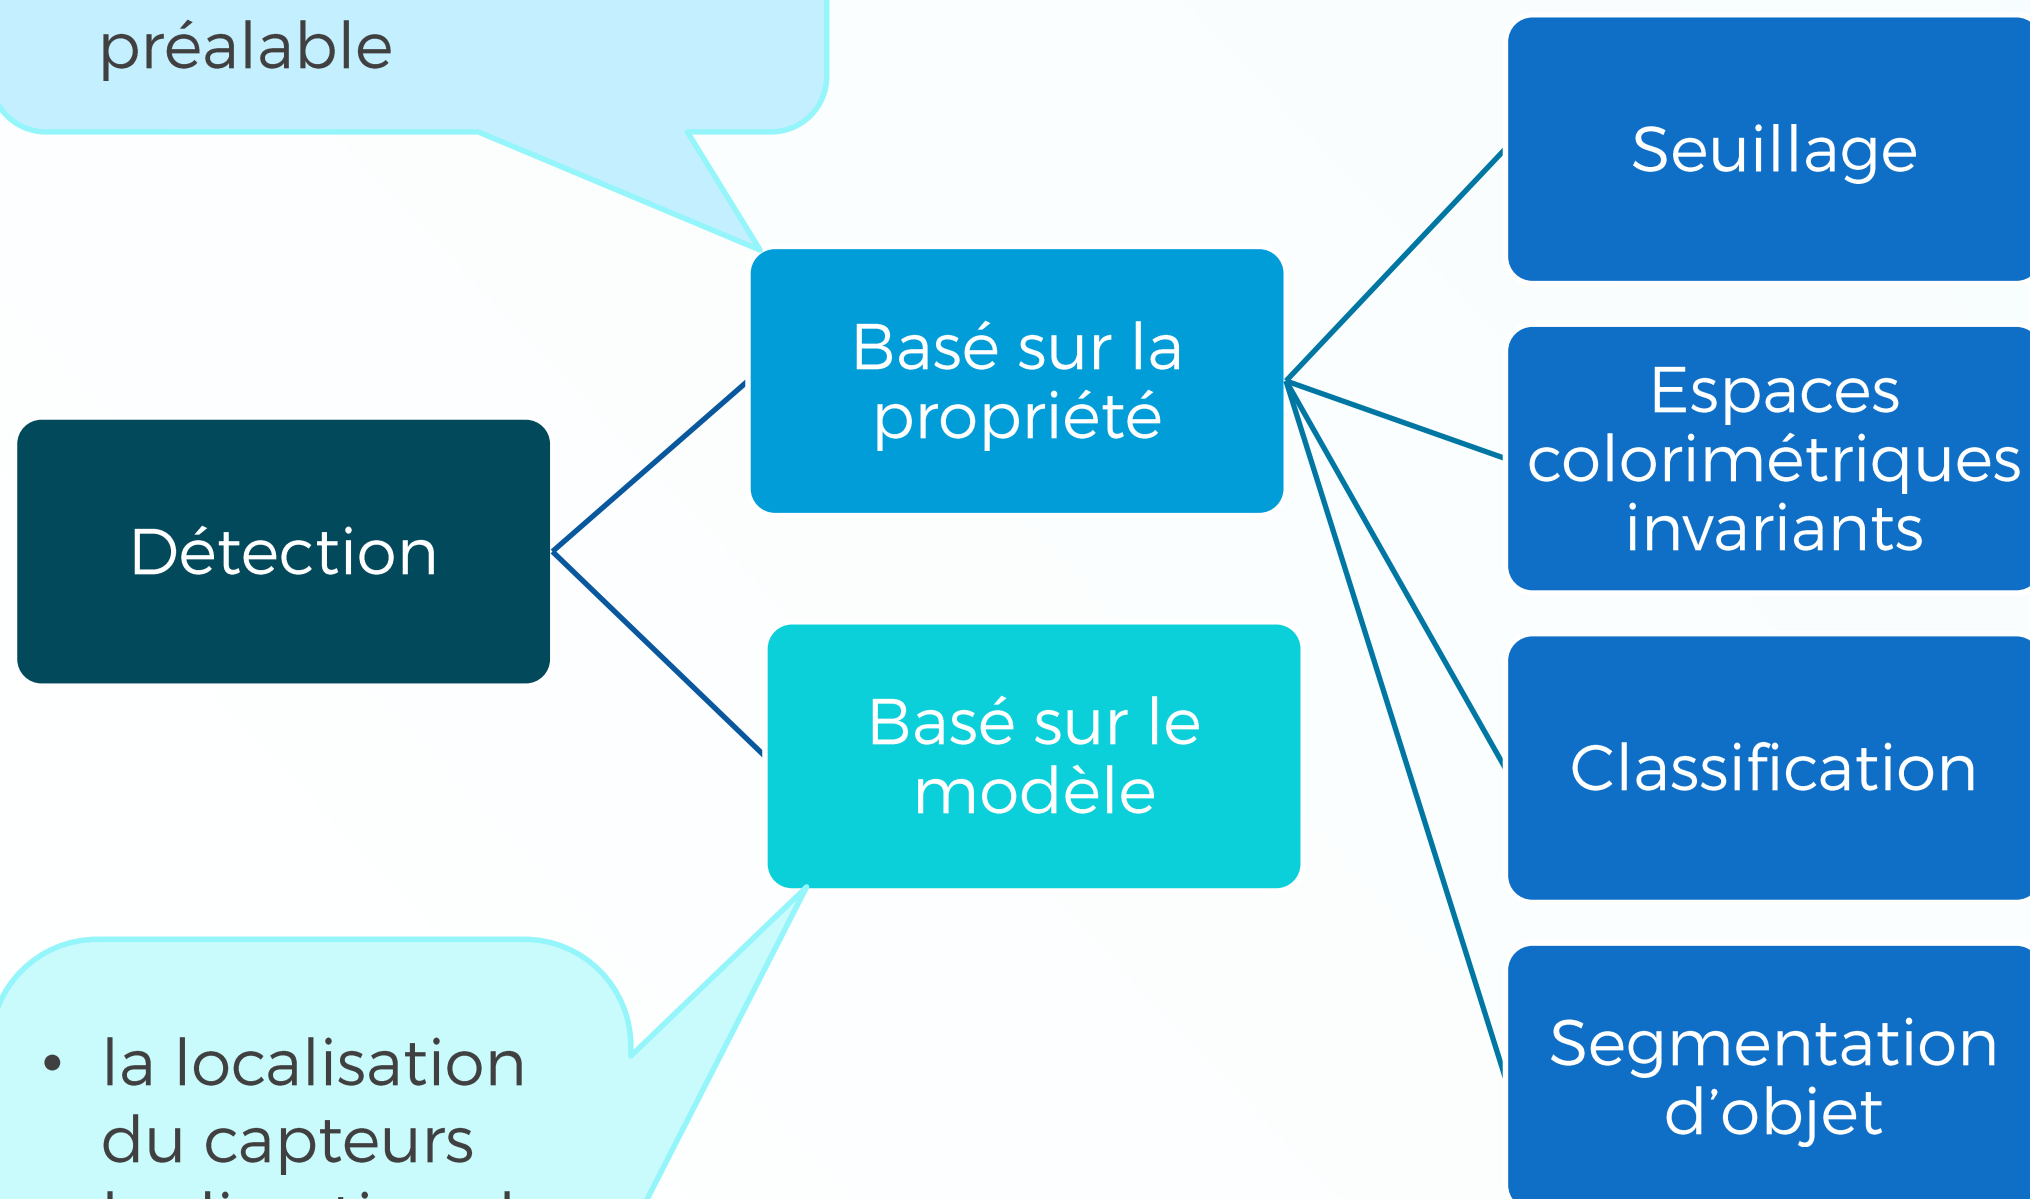 préalable
Détection
Basé sur la
propriété
Basé sur le
modèle
• la localisation
du capteurs
Seuillage
Espaces
colorimétriques
invariants
Classification
Segmentation
d’objet